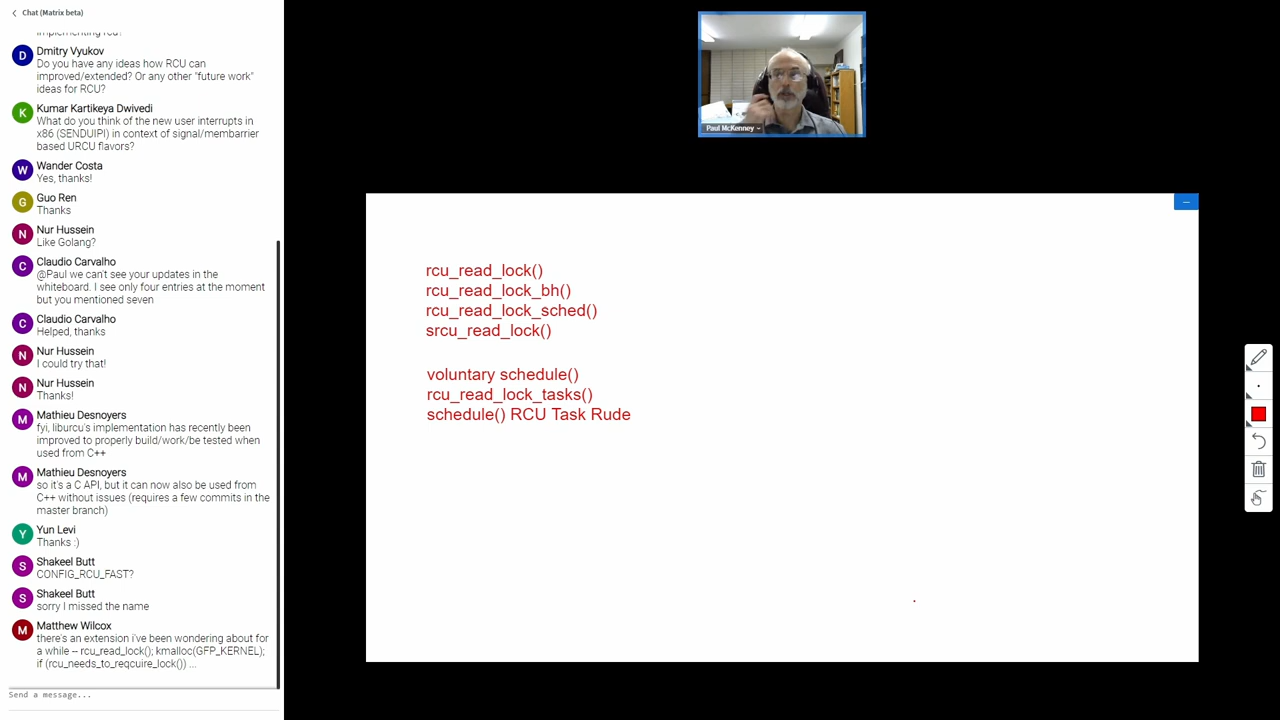 Chat (Matrix beta)
implementing rcu?
Dmitry Vyukov
Do you have any ideas how RCU can
improved/extended? Or any other "future work"
ideas for RCU?
Kumar Kartikeya Dwivedi
What do you think of the new user interrupts in
x86 (SENDUIPI) in context of signal/membarrier
based URCU flavors?
Wander Costa
Yes, thanks!
Guo Ren
Thanks
Nur Hussein
Like Golang?
Claudio Carvalho
@Paul we can't see your updates in the
whiteboard. I see only four entries at the moment
but you mentioned seven
Claudio Carvalho
Helped, thanks
Nur Hussein
I could try that!
Nur Hussein
Thanks!
Mathieu Desnoyers
fyi, liburcu's implementation has recently been
improved to properly build/work/be tested when
used from C++
Mathieu Desnoyers
so it's a C API, but it can now also be used from
C++ without issues (requires a few commits in the
master branch)
Yun Levi
Thanks :)
Shakeel Butt
CONFIG_RCU_FAST?
Shakeel Butt
sorry I missed the name
Matthew Wilcox
there's an extension i've been wondering about for
a while -- rcu_read_lock(); kmalloc(GFP_KERNEL);
if (rcu_needs_to_reqcuire_lock()) ...
Send a message...
D
K
W
G
N
C
C
N
N
M
M
Y
S
S
M
Paul McKenney
rcu_read_lock()
rcu_read_lock_bh()
rcu_read_lock_sched()
srcu_read_lock()
voluntary schedule()
rcu_read_lock_tasks()
schedule() RCU Task Rude